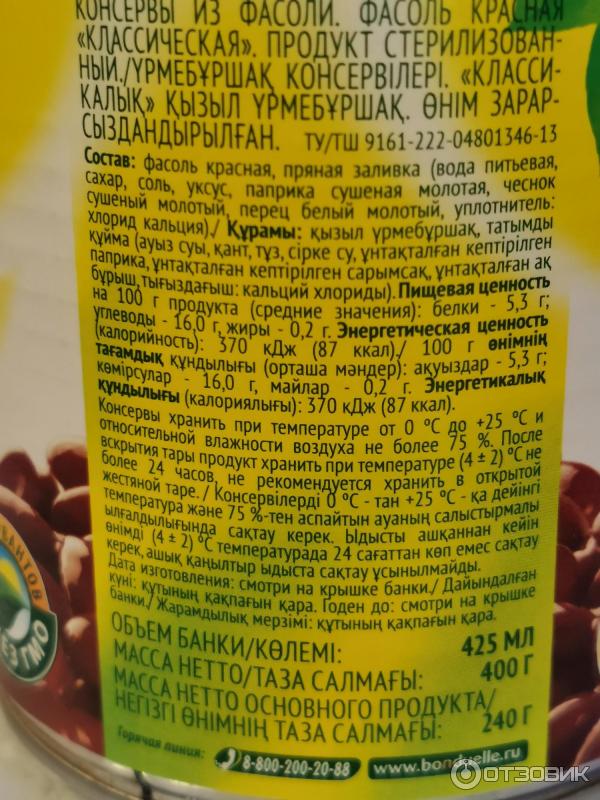 КОНСЕРВЫ ИЗ ФАСОЛИ. ФАСОЛЬ КРАСНАЯ
«КЛАССИЧЕСКАЯ». ПРОДУКТ СТЕРИЛИЗОВАН-
НЫЙ./ҮРМЕБҰРШАҚ КОНСЕРВІЛЕРІ. «КЛАССИ-
КАЛЫҚ» ҚЫЗЫЛ ҮРМЕБҰРШАҚ. ӨНІМ ЗАРАР-
СЫЗДАНДЫРЫЛҒАН. ТУ/ТШ 9161-222-04801346-13
Состав: фасоль красная, пряная заливка (вода питьевая,
сахар, соль, уксус, паприка сушеная молотая, чеснок
сушеный молотый, перец белый молотый, уплотнитель:
хлорид кальция)./ Құрамы: қызыл үрмебұршақ, татымды
құйма (ауыз суы, қант, тұз, сірке су, ұнтақталған кептірілген
паприка, ұнтақталған кептірілген сарымсақ, ұнтақталған ақ
бұрыш, тығыздағыш: кальций хлориды). Пищевая ценность
на 100 г продукта (средние значения): белки - 5,3 г;
углеводы - 16,0 г, жиры - 0,2 г. Энергетическая ценность
(калорийность): 370 кДж (87 ккал)./ 100 г өнімнің
тағамдық құндылығы (орташа мәндер): ақуыздар - 5,3 г;
көмірсулар - 16,0 г, майлар - 0,2 г. Энергетикалық
құндылығы (калориялығы): 370 кДж (87 ккал).
Консервы хранить при температуре от 0 °С до +25 °С и
относительной влажности воздуха не более 75 %. После
вскрытия тары продукт хранить при температуре (4 ± 2) °С не
более 24 часов, не рекомендуется хранить в открытой
жестяной таре. / Консервілерді 0 °С - тан +25 °С - қа дейінгі
температура және 75 %-тен аспайтын ауаның салыстырмалы
ылғалдылығында сақтау керек. Ыдысты ашқаннан кейін
өнімді (4 ± 2) °С температурада 24 сағаттан көп емес сақтау
керек, ашық қаңылтыр ыдыста сақтау ұсынылмайды.
Дата изготовления: смотри на крышке банки./ Дайындалған
күні: құтының қақпағын қара. Годен до: смотри на крышке
банки./ Жарамдылық мерзімі: құтының қақпағын қара.
ОБЪЕМ БАНКИ/КӨЛЕМІ: 425 МЛ
МАССА НЕТТО/ТАЗА САЛМАҒЫ: 400 Г
МАССА НЕТТО ОСНОВНОГО ПРОДУКТА/
НЕГІЗГІ ӨНІМНІҢ ТАЗА САЛМАҒЫ: 240 Г
Горячая линия: 8-800-200-20-88 www.bonduelle.ru
БЕЗ ГМО
ОТЗОВИК